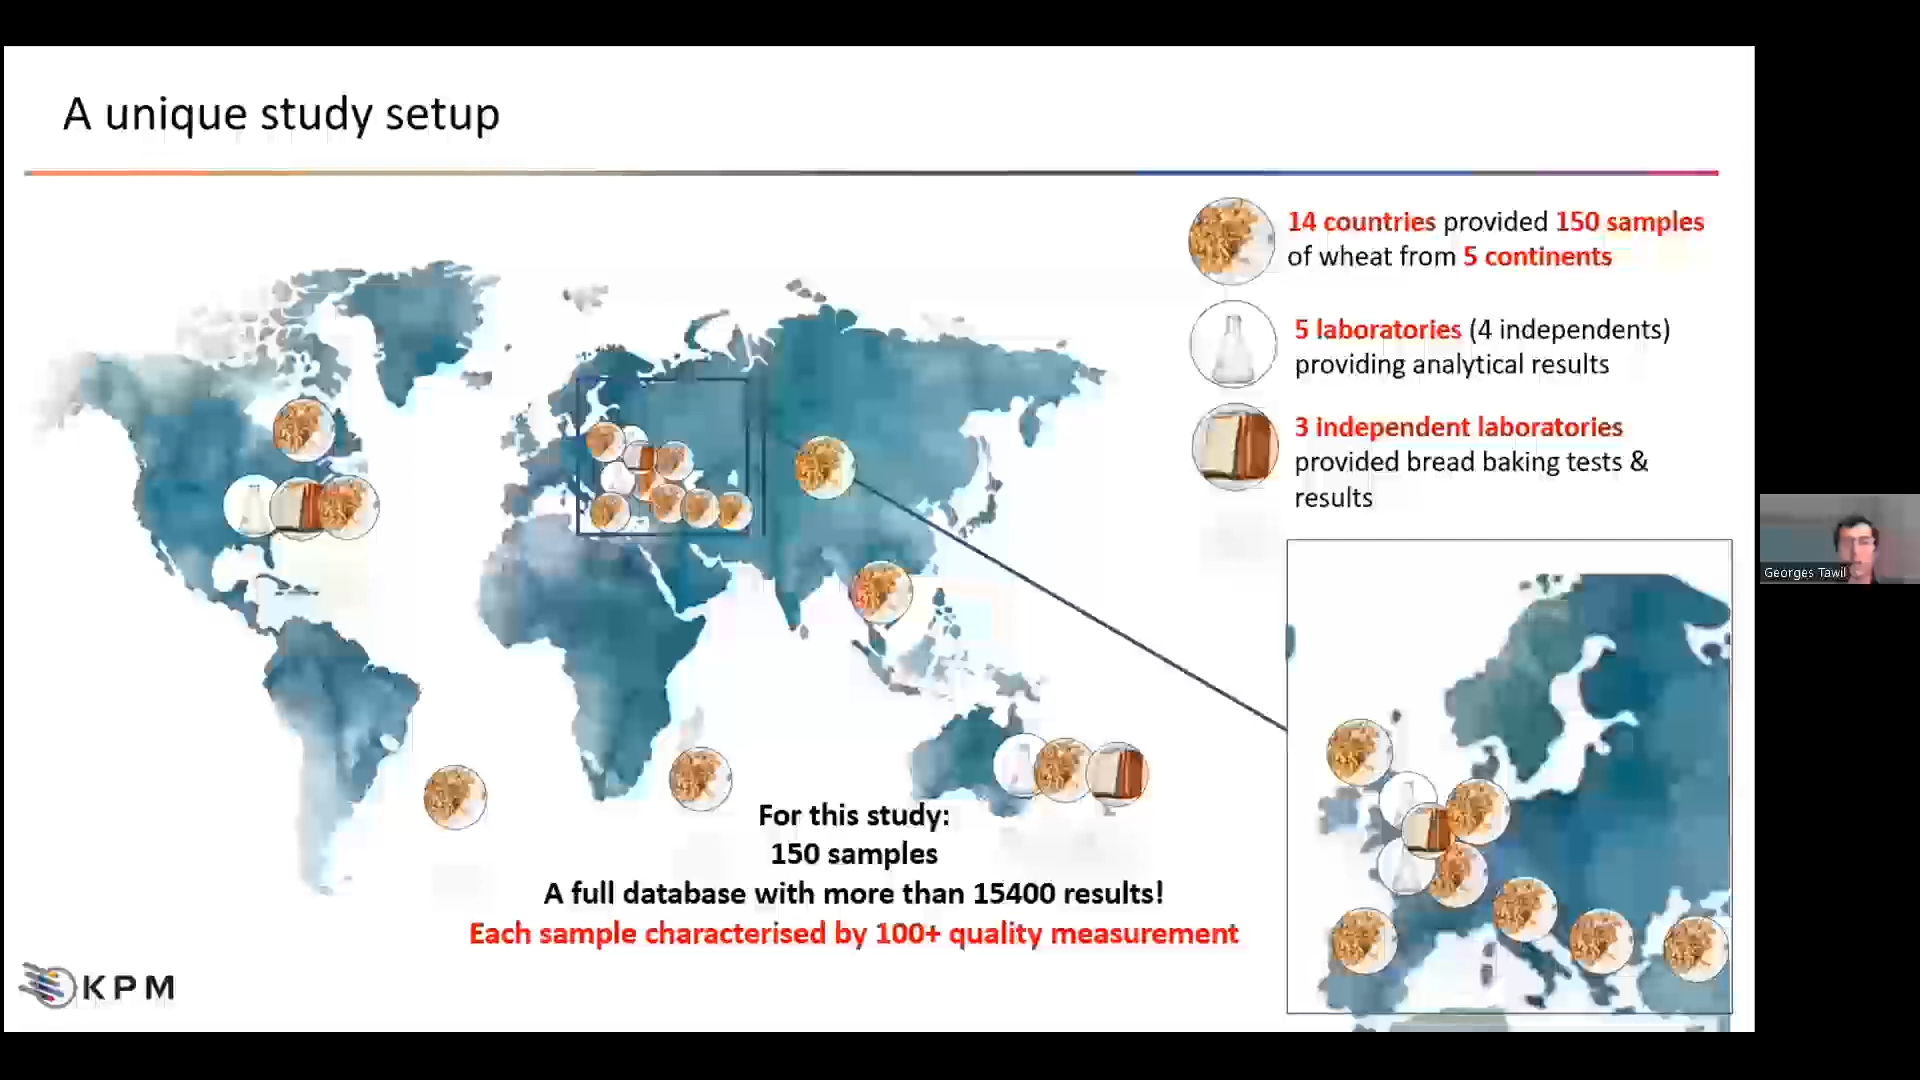 A unique study setup
14 countries provided 150 samples
of wheat from 5 continents
5 laboratories (4 independents)
providing analytical results
3 independent laboratories
provided bread baking tests &
results
For this study:
150 samples
A full database with more than 15400 results!
Each sample characterised by 100+ quality measurement
KPM
Georges Tawil